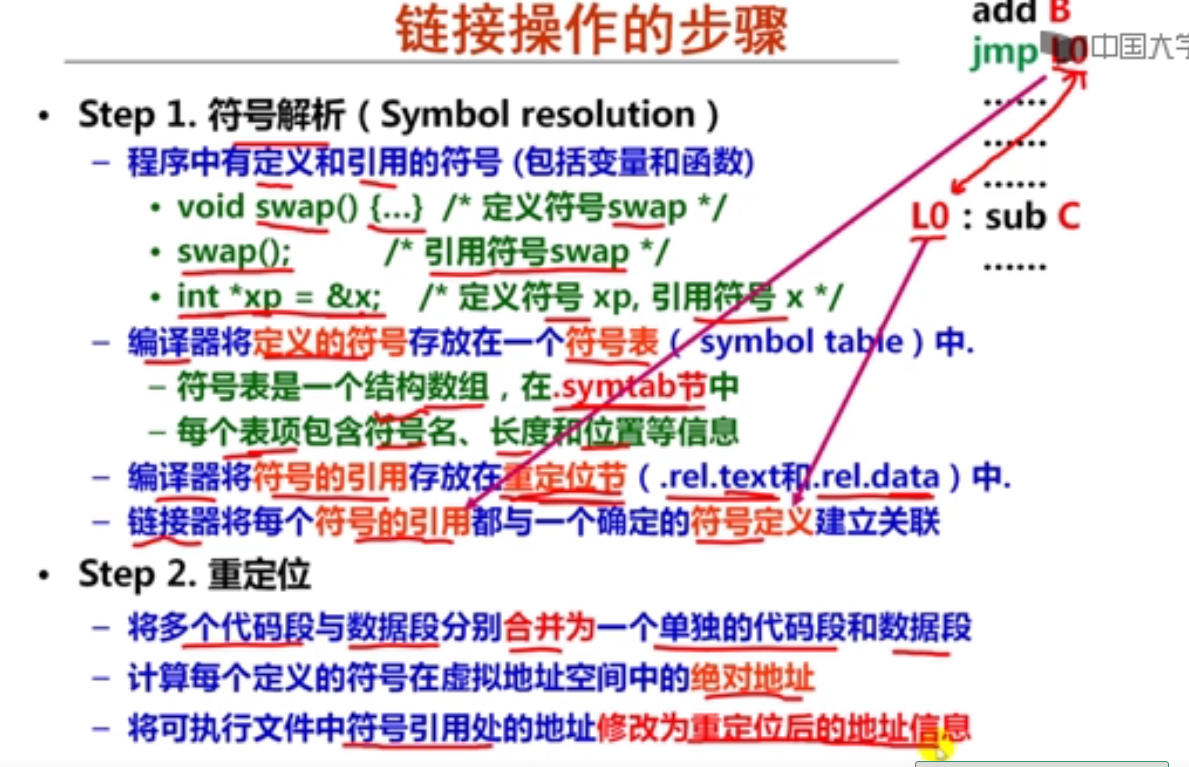 链接操作的步骤
add B
jmp L0
中国大学
……
……
……
L0：sub C
……
• Step 1. 符号解析（Symbol resolution）
– 程序中有定义和引用的符号 (包括变量和函数)
• void swap() {…} /* 定义符号swap */
• swap(); /* 引用符号swap */
• int *xp = &x; /* 定义符号 xp, 引用符号 x */
– 编译器将定义的符号存放在一个符号表（ symbol table）中.
– 符号表是一个结构数组，在.symtab节中
– 每个表项包含符号名、长度和位置等信息
– 编译器将符号的引用存放在重定位节（.rel.text和.rel.data）中.
– 链接器将每个符号的引用都与一个确定的符号定义建立关联
• Step 2. 重定位
– 将多个代码段与数据段分别合并为一个单独的代码段和数据段
– 计算每个定义的符号在虚拟地址空间中的绝对地址
– 将可执行文件中符号引用处的地址修改为重定位后的地址信息